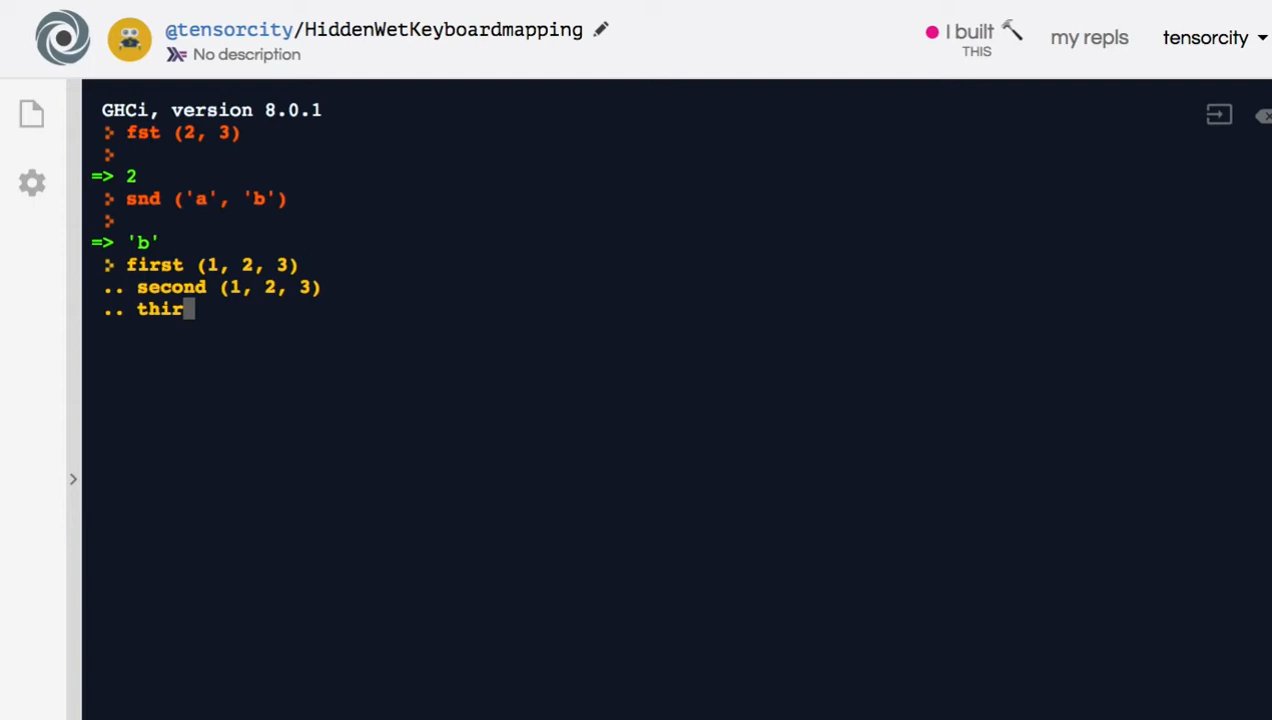 @tensorcity/HiddenWetKeyboardmapping
No description
I built
THIS
my repls
tensorcity
GHCi, version 8.0.1
> fst (2, 3)
>
=> 2
> snd ('a', 'b')
>
=> 'b'
> first (1, 2, 3)
.. second (1, 2, 3)
.. thir